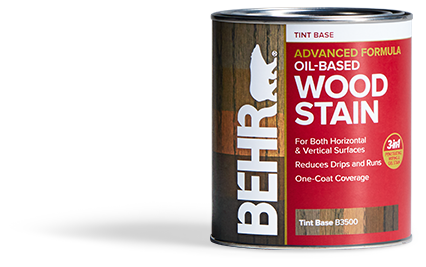 TINT BASE
ADVANCED FORMULA
OIL-BASED
WOOD
STAIN
BEHR®
For Both Horizontal
& Vertical Surfaces
Reduces Drips and Runs
One-Coat Coverage
3in1
Tint Base B3500